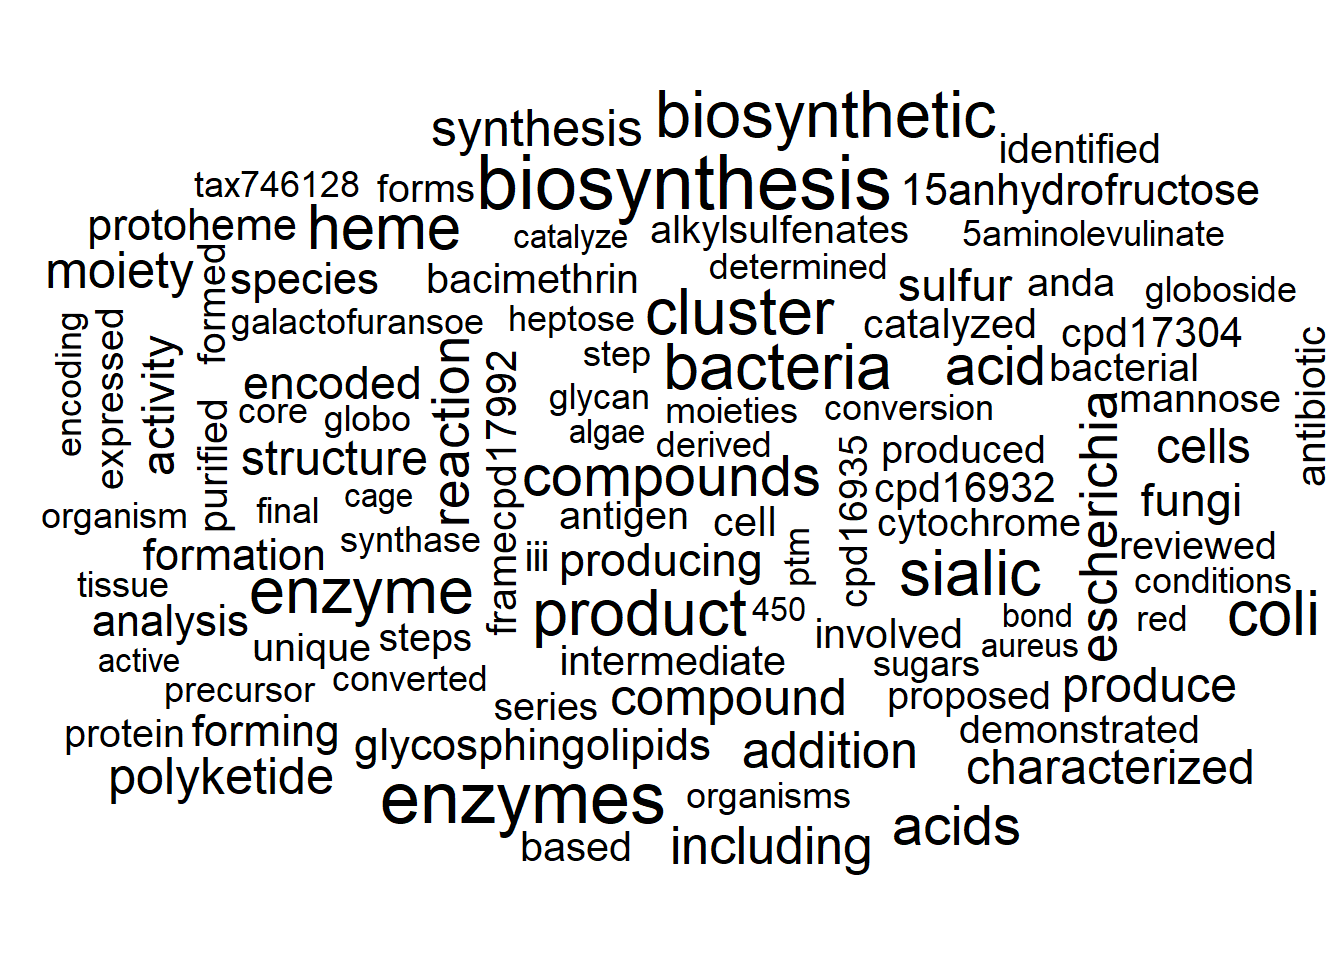 synthesis biosynthetic
identified
tax746128 forms biosynthesis 15anhydrofructose
protoheme heme catalyze alkylsulfenates 5aminolevulinate
moiety formed species bacimethrin determined sulfur anda globoside
galactofuransoe heptose cluster catalyzed cpd17304
encoding expressed activity encoded reaction framecpd17992 step bacteria acid bacterial antibiotic
purified core globo glycan moieties conversion escherichia mannose
algae derived
structure compounds cpd16935 produced cells
organism final cage antigen cell cpd16932 cytochrome fungi
formation synthase iii producing ptm reviewed
tissue enzyme sialic conditions
analysis unique steps product 450 involved bond red coli
active intermediate sugars aureus
precursor converted series compound proposed produce
protein forming glycosphingolipids addition demonstrated
polyketide characterized
enzymes organisms
based including acids